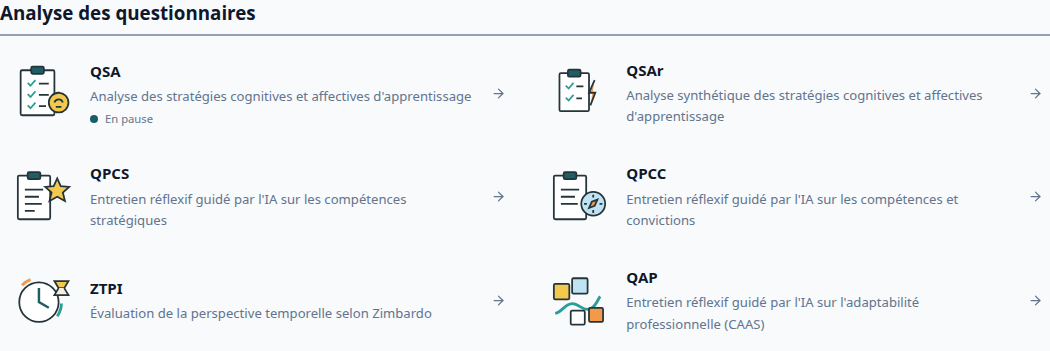 Analyse des questionnaires
QSA
Analyse des stratégies cognitives et affectives d'apprentissage
En pause
QSAr
Analyse synthétique des stratégies cognitives et affectives
d'apprentissage
QPCS
Entretien réflexif guidé par l'IA sur les compétences
stratégiques
QPCC
Entretien réflexif guidé par l'IA sur les compétences et
convictions
ZTPI
Évaluation de la perspective temporelle selon Zimbardo
QAP
Entretien réflexif guidé par l'IA sur l'adaptabilité
professionnelle (CAAS)